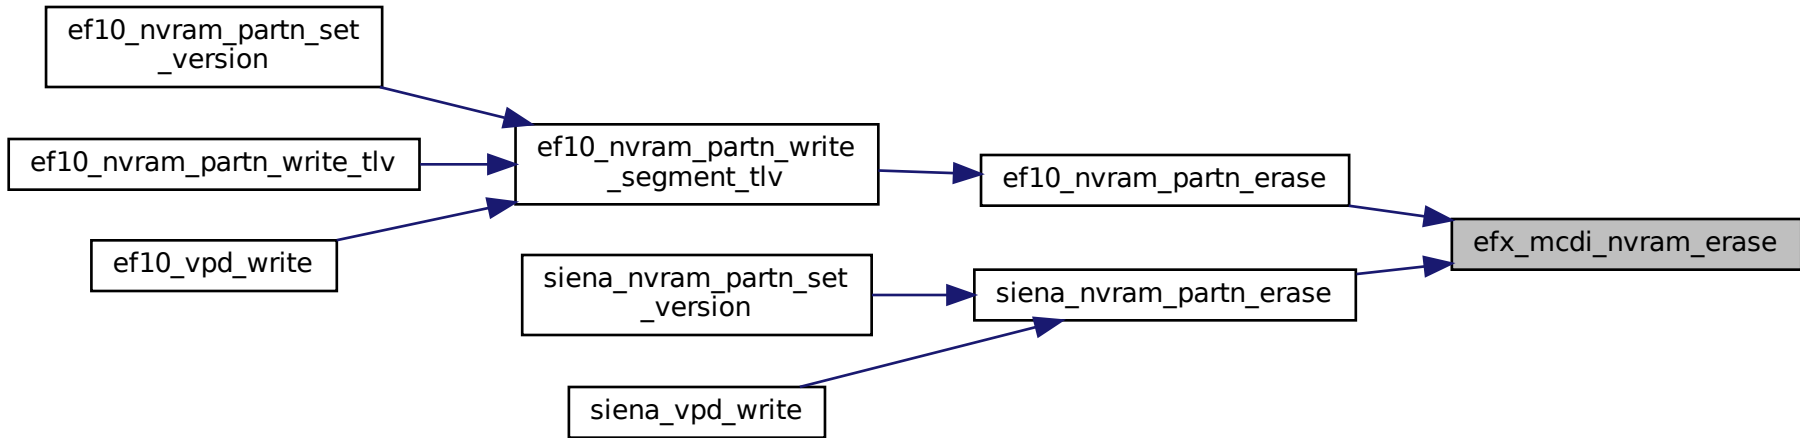 ef10_nvram_partn_set
_version
ef10_nvram_partn_write_tlv
ef10_vpd_write
ef10_nvram_partn_write
_segment_tlv
siena_nvram_partn_set
_version
siena_vpd_write
ef10_nvram_partn_erase
siena_nvram_partn_erase
efx_mcdi_nvram_erase